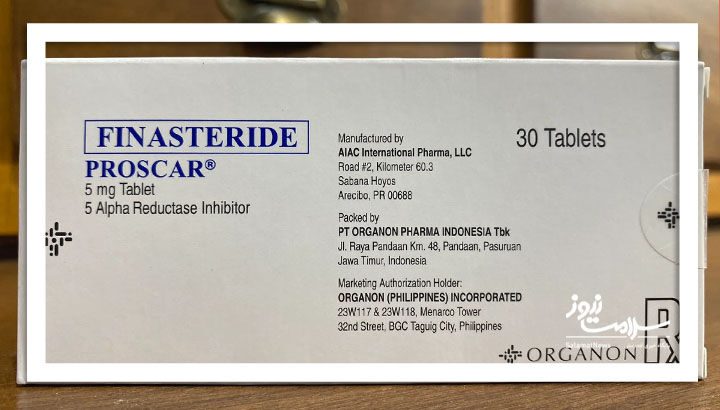 FINASTERIDE
PROSCAR®
5 mg Tablet
5 Alpha Reductase Inhibitor
Manufactured by
AIAC International Pharma, LLC
Road #2, Kilometer 60.3
Sabana Hoyos
Arecibo, PR 00688
Packed by
PT ORGANON PHARMA INDONESIA Tbk
Jl. Raya Pandaan Km. 48, Pandaan, Pasuruan
Jawa Timur, Indonesia
Marketing Authorization Holder:
ORGANON (PHILIPPINES) INCORPORATED
23W117 & 23W118, Menarco Tower
32nd Street, BGC Taguig City, Philippines
30 Tablets
سلامت نیوز
SalamatNews
ORGANON
Rx